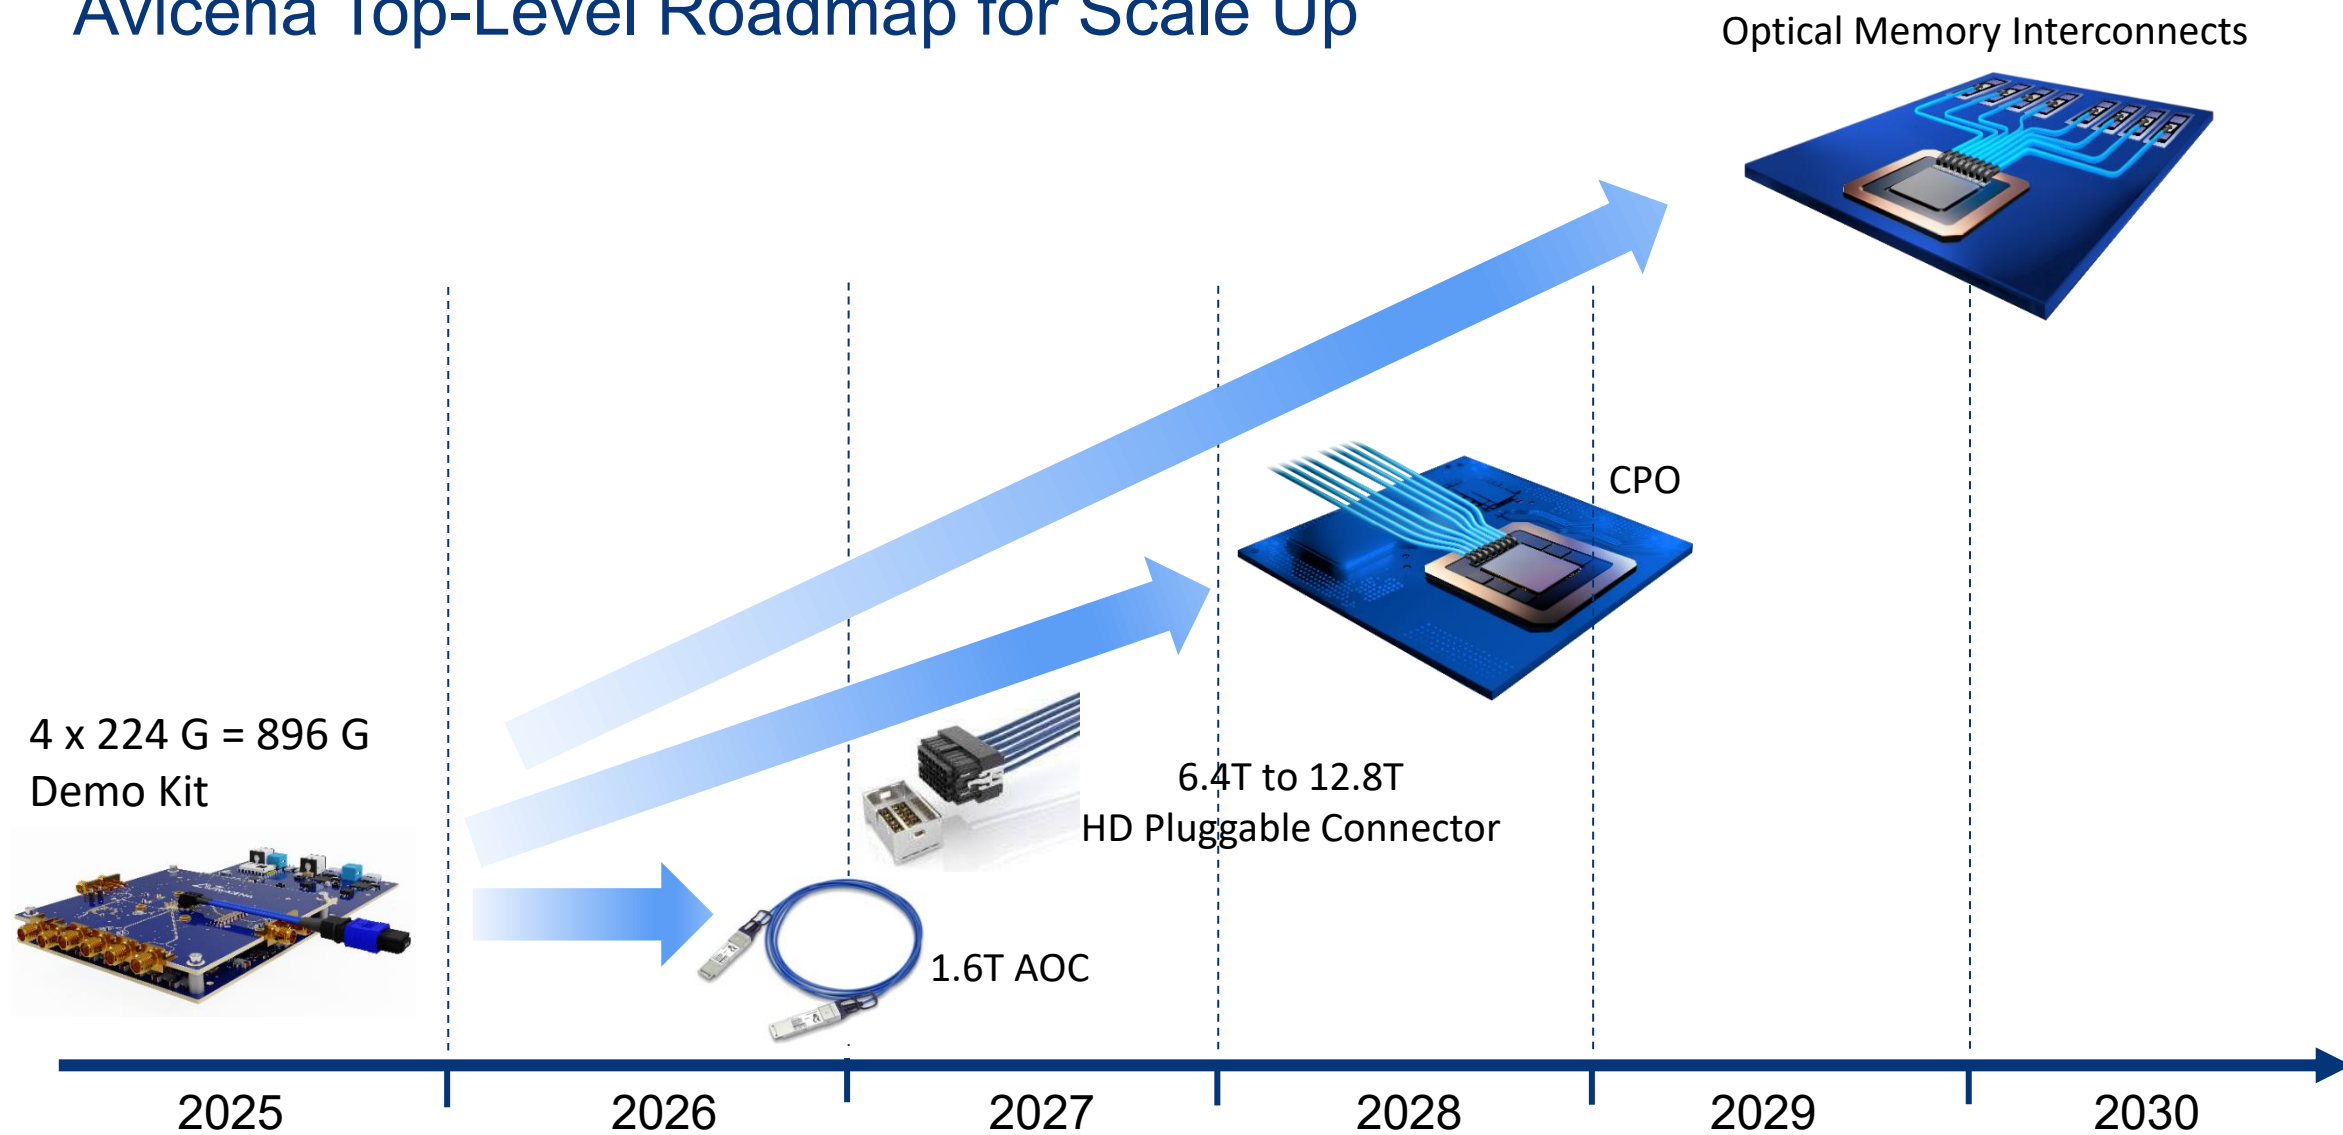 Avicena Top-Level Roadmap for Scale Up
Optical Memory Interconnects
CPO
4 x 224 G = 896 G
Demo Kit
6.4T to 12.8T
HD Pluggable Connector
1.6T AOC
2025
2026
2027
2028
2029
2030